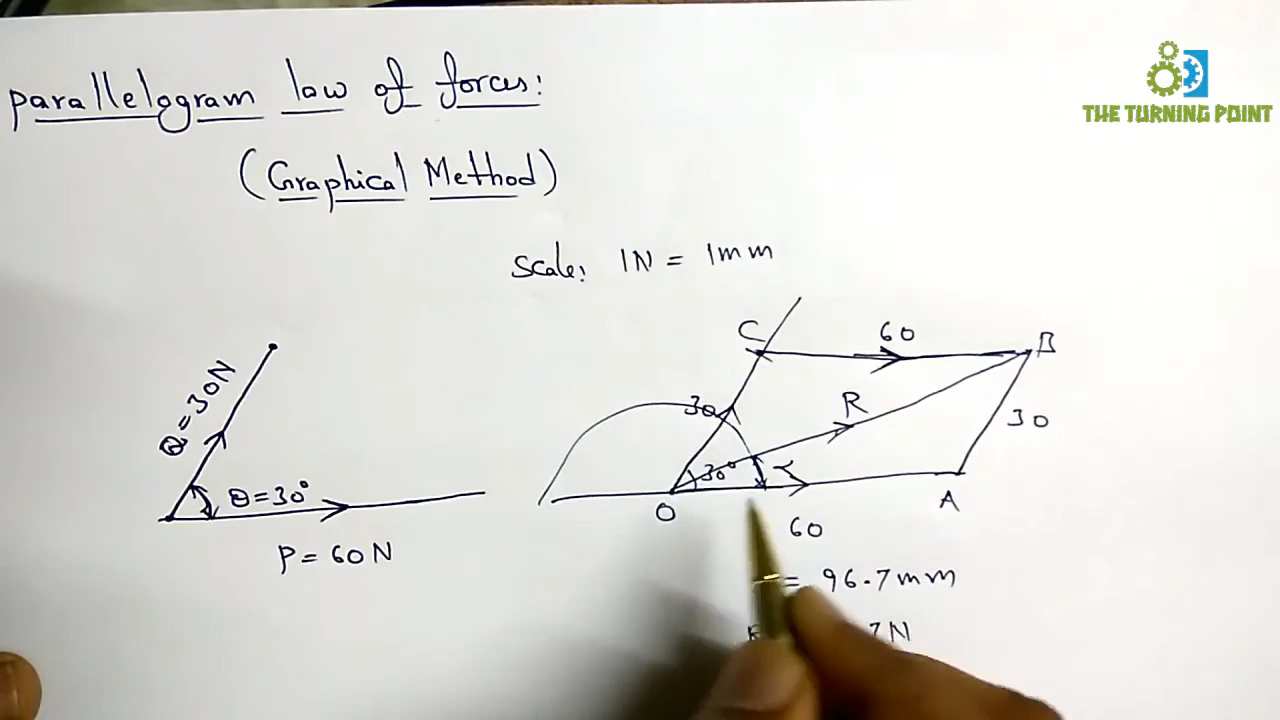 parallelogram law of forces:
(Graphical Method)
THE TURNING POINT
Scale: 1N = 1mm
Q = 30N
θ = 30°
P = 60N
C
60
B
30
R
30
30°
O
A
60
= 96.7mm
7N